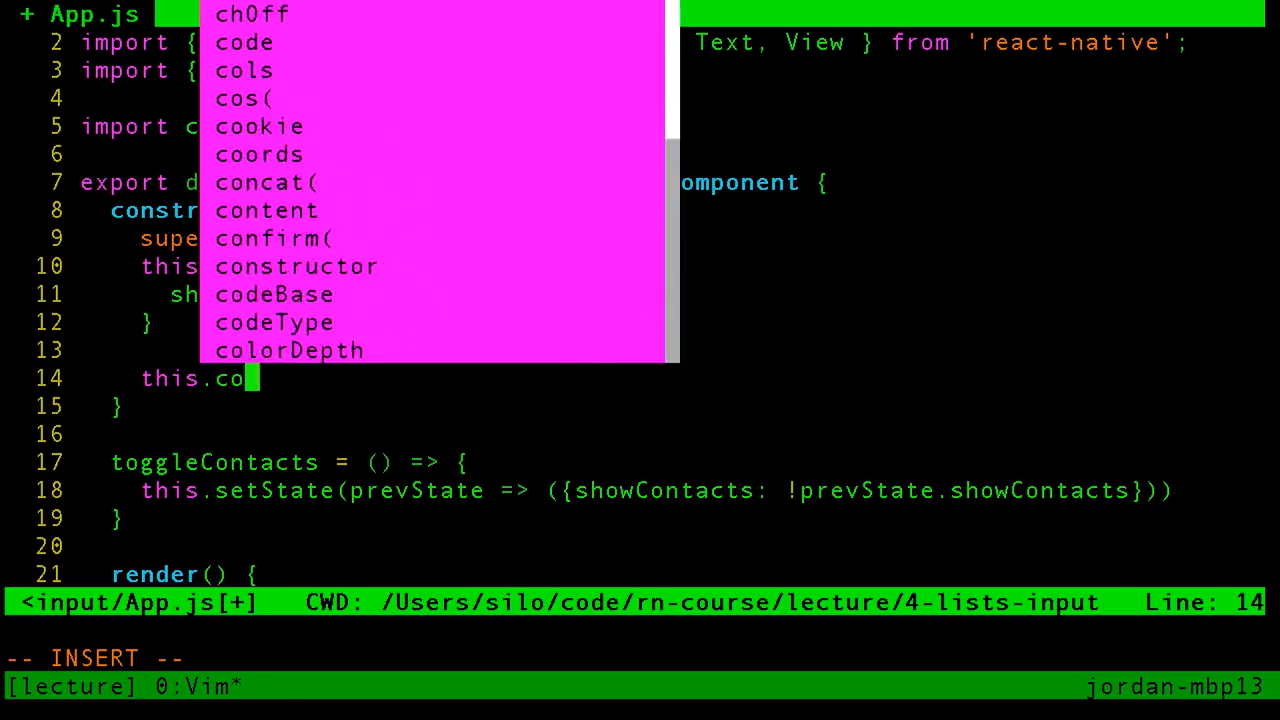 + App.js
chOff
2 import { code Text, View } from 'react-native';
3 import { cols
4 cos(
5 import c cookie
6 coords
7 export d concat( omponent {
8 constr content
9 supe confirm(
10 this constructor
11 sh codeBase
12 } codeType
13 colorDepth
14 this.co
15 }
16
17 toggleContacts = () => {
18 this.setState(prevState => ({showContacts: !prevState.showContacts}))
19 }
20
21 render() {
<input/App.js[+] CWD: /Users/silo/code/rn-course/lecture/4-lists-input Line: 14
-- INSERT --
[lecture] 0:Vim* jordan-mbp13